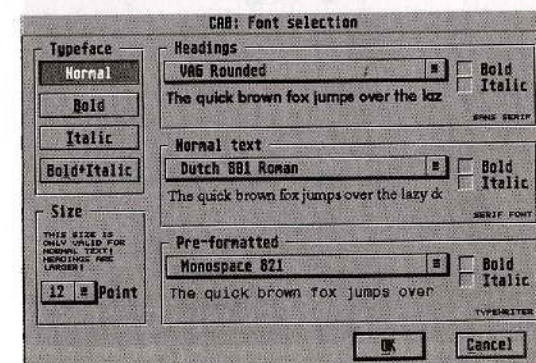 CAB: Font selection
Typeface
Normal
Bold
Italic
Bold+Italic
Size
THIS SIZE IS
ONLY VALID FOR
NORMAL TEXT!
HEADINGS ARE
LARGER!
12 Point
Headings
VAG Rounded
Bold
Italic
The quick brown fox jumps over the laz
SANS SERIF
Normal text
Dutch 801 Roman
Bold
Italic
The quick brown fox jumps over the lazy dc
SERIF FONT
Pre-formatted
Monospace 821
Bold
Italic
The quick brown fox jumps over
TYPEWRITER
OK
Cancel